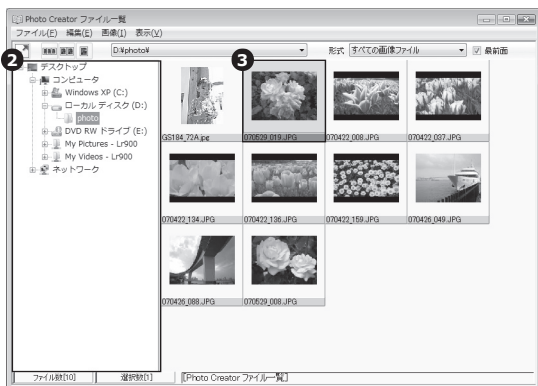 Photo Creator ファイル一覧
ファイル(F) 編集(E) 画像(I) 表示(V)
D:¥photo¥ 形式 すべての画像ファイル 最前面
2
3
デスクトップ
コンピュータ
Windows XP (C:)
ローカル ディスク (D:)
photo
DVD RW ドライブ (E:)
My Pictures - Lr900
My Videos - Lr900
ネットワーク
GS184_72A.jpg 070529_019.JPG 070422_008.JPG 070422_037.JPG
070422_134.JPG 070422_136.JPG 070422_159.JPG 070426_049.JPG
070426_088.JPG 070529_008.JPG
ファイル数[10] 選択数[1] [Photo Creator ファイル一覧]